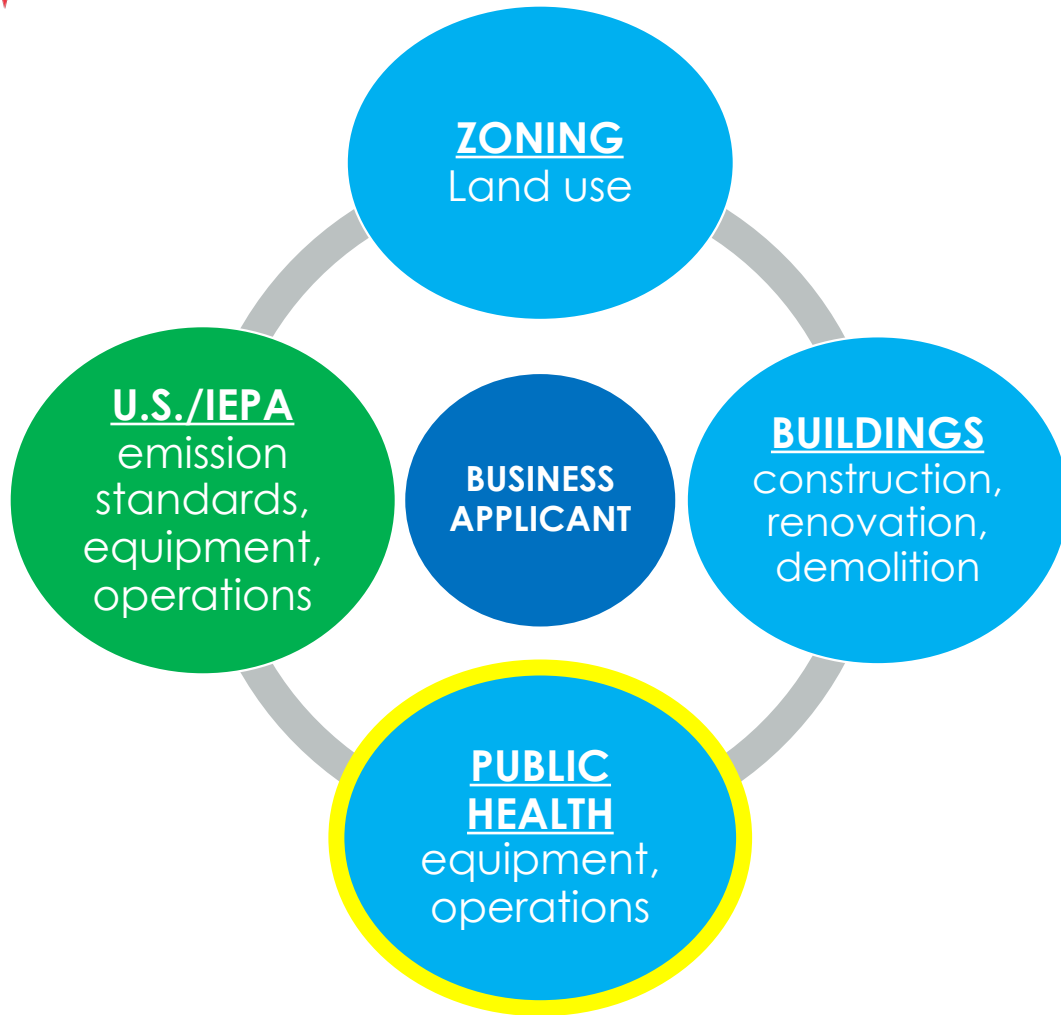 ZONING
Land use
U.S./IEPA
emission
standards,
equipment,
operations
BUSINESS
APPLICANT
BUILDINGS
construction,
renovation,
demolition
PUBLIC
HEALTH
equipment,
operations